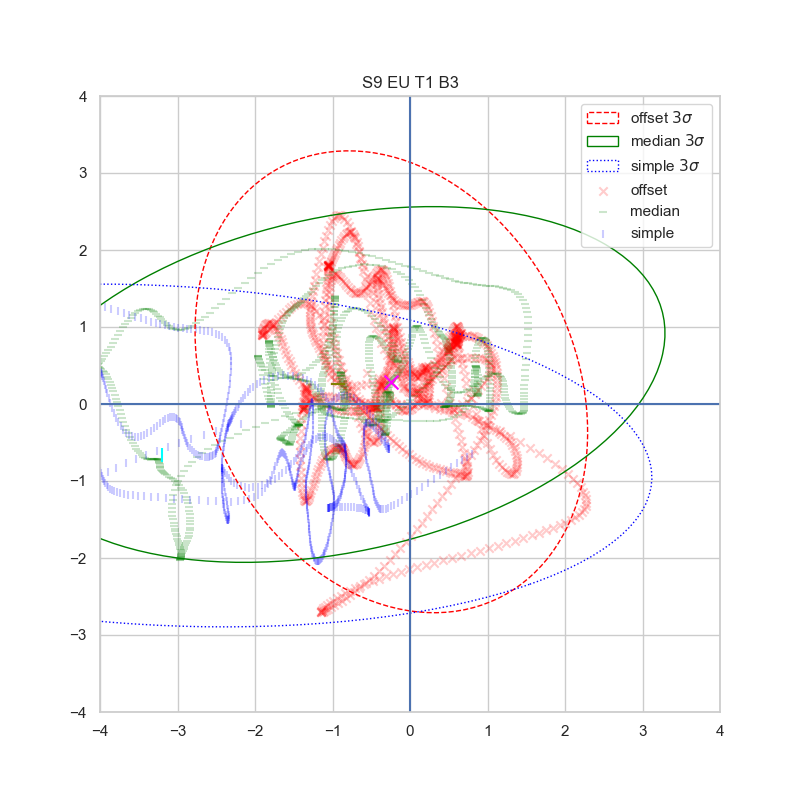 S9 EU T1 B3
4
3
2
1
0
−1
−2
−3
−4
−4
−3
−2
−1
0
1
2
3
4
offset 3σ
median 3σ
simple 3σ
offset
median
simple